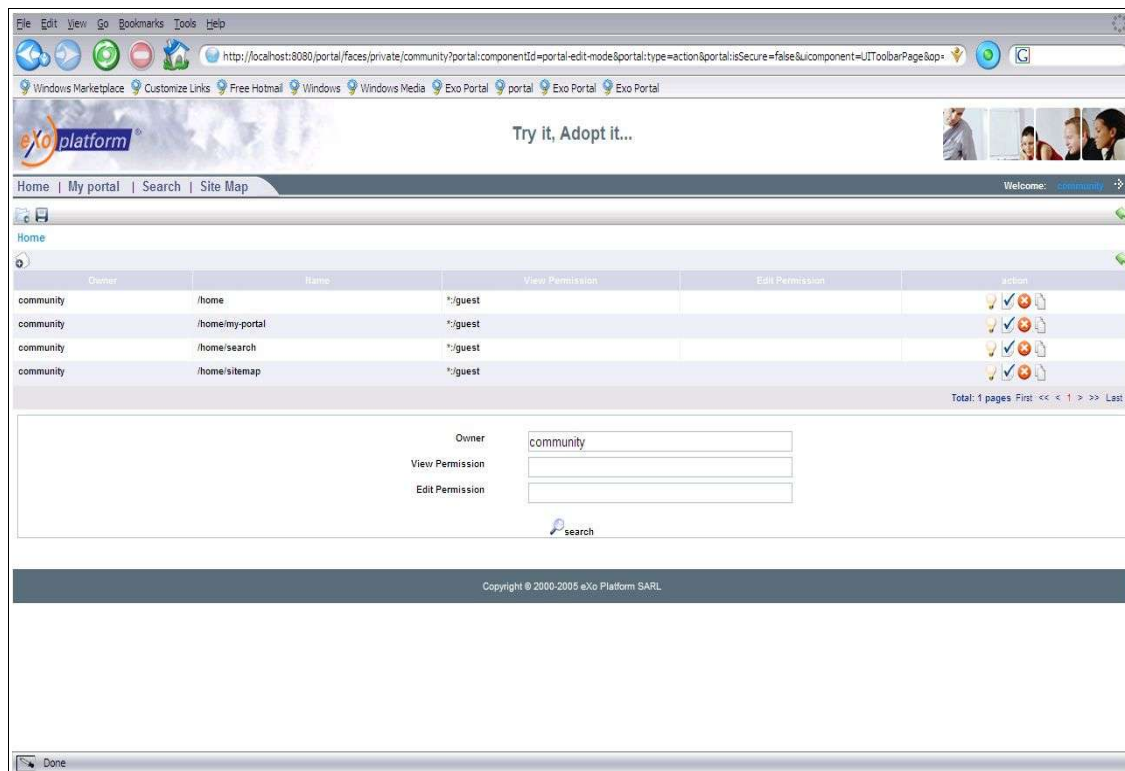 File Edit View Go Bookmarks Tools Help
http://localhost:8080/portal/faces/private/community?portal:componentId=portal-edit-mode&portal:type=action&portal:isSecure=false&uicomponent=UIToolbarPage&op=
G
Windows Marketplace Customize Links Free Hotmail Windows Windows Media Exo Portal portal Exo Portal Exo Portal
eXo platform ®
Try it, Adopt it...
Home | My portal | Search | Site Map
Welcome: community
Home
Owner Name View Permission Edit Permission action
community /home *:/guest
community /home/my-portal *:/guest
community /home/search *:/guest
community /home/sitemap *:/guest
Total: 1 pages First << < 1 > >> Last
Owner community
View Permission
Edit Permission
search
Copyright © 2000-2005 eXo Platform SARL
Done